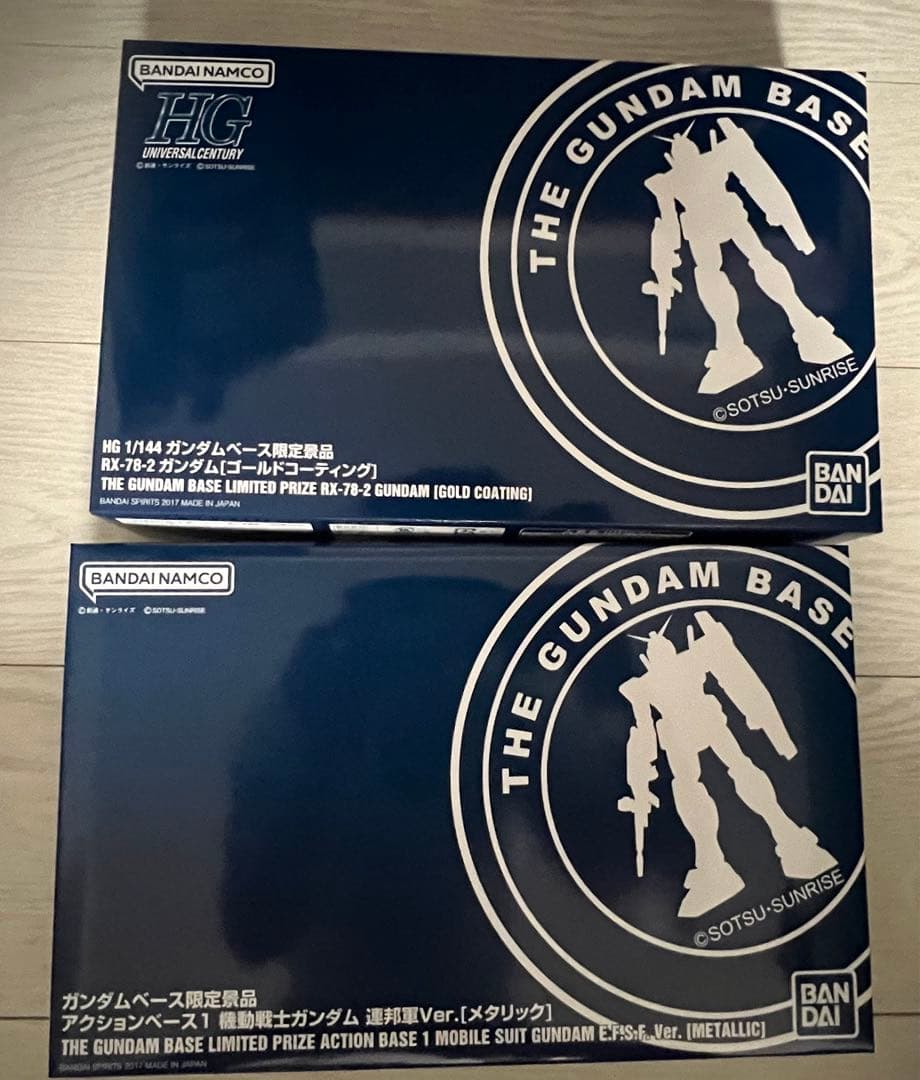 BANDAI NAMCO
HG
UNIVERSAL CENTURY
©創通・サンライズ ©SOTSU・SUNRISE
THE GUNDAM BASE
©SOTSU・SUNRISE
HG 1/144 ガンダムベース限定景品
RX-78-2 ガンダム[ゴールドコーティング]
THE GUNDAM BASE LIMITED PRIZE RX-78-2 GUNDAM [GOLD COATING]
BANDAI SPIRITS 2017 MADE IN JAPAN
BAN
DAI
BANDAI NAMCO
©創通・サンライズ ©SOTSU・SUNRISE
THE GUNDAM BASE
©SOTSU・SUNRISE
ガンダムベース限定景品
アクションベース1 機動戦士ガンダム 連邦軍Ver.[メタリック]
THE GUNDAM BASE LIMITED PRIZE ACTION BASE 1 MOBILE SUIT GUNDAM E.F.S.F. Ver. [METALLIC]
BANDAI SPIRITS 2017 MADE IN JAPAN
BAN
DAI